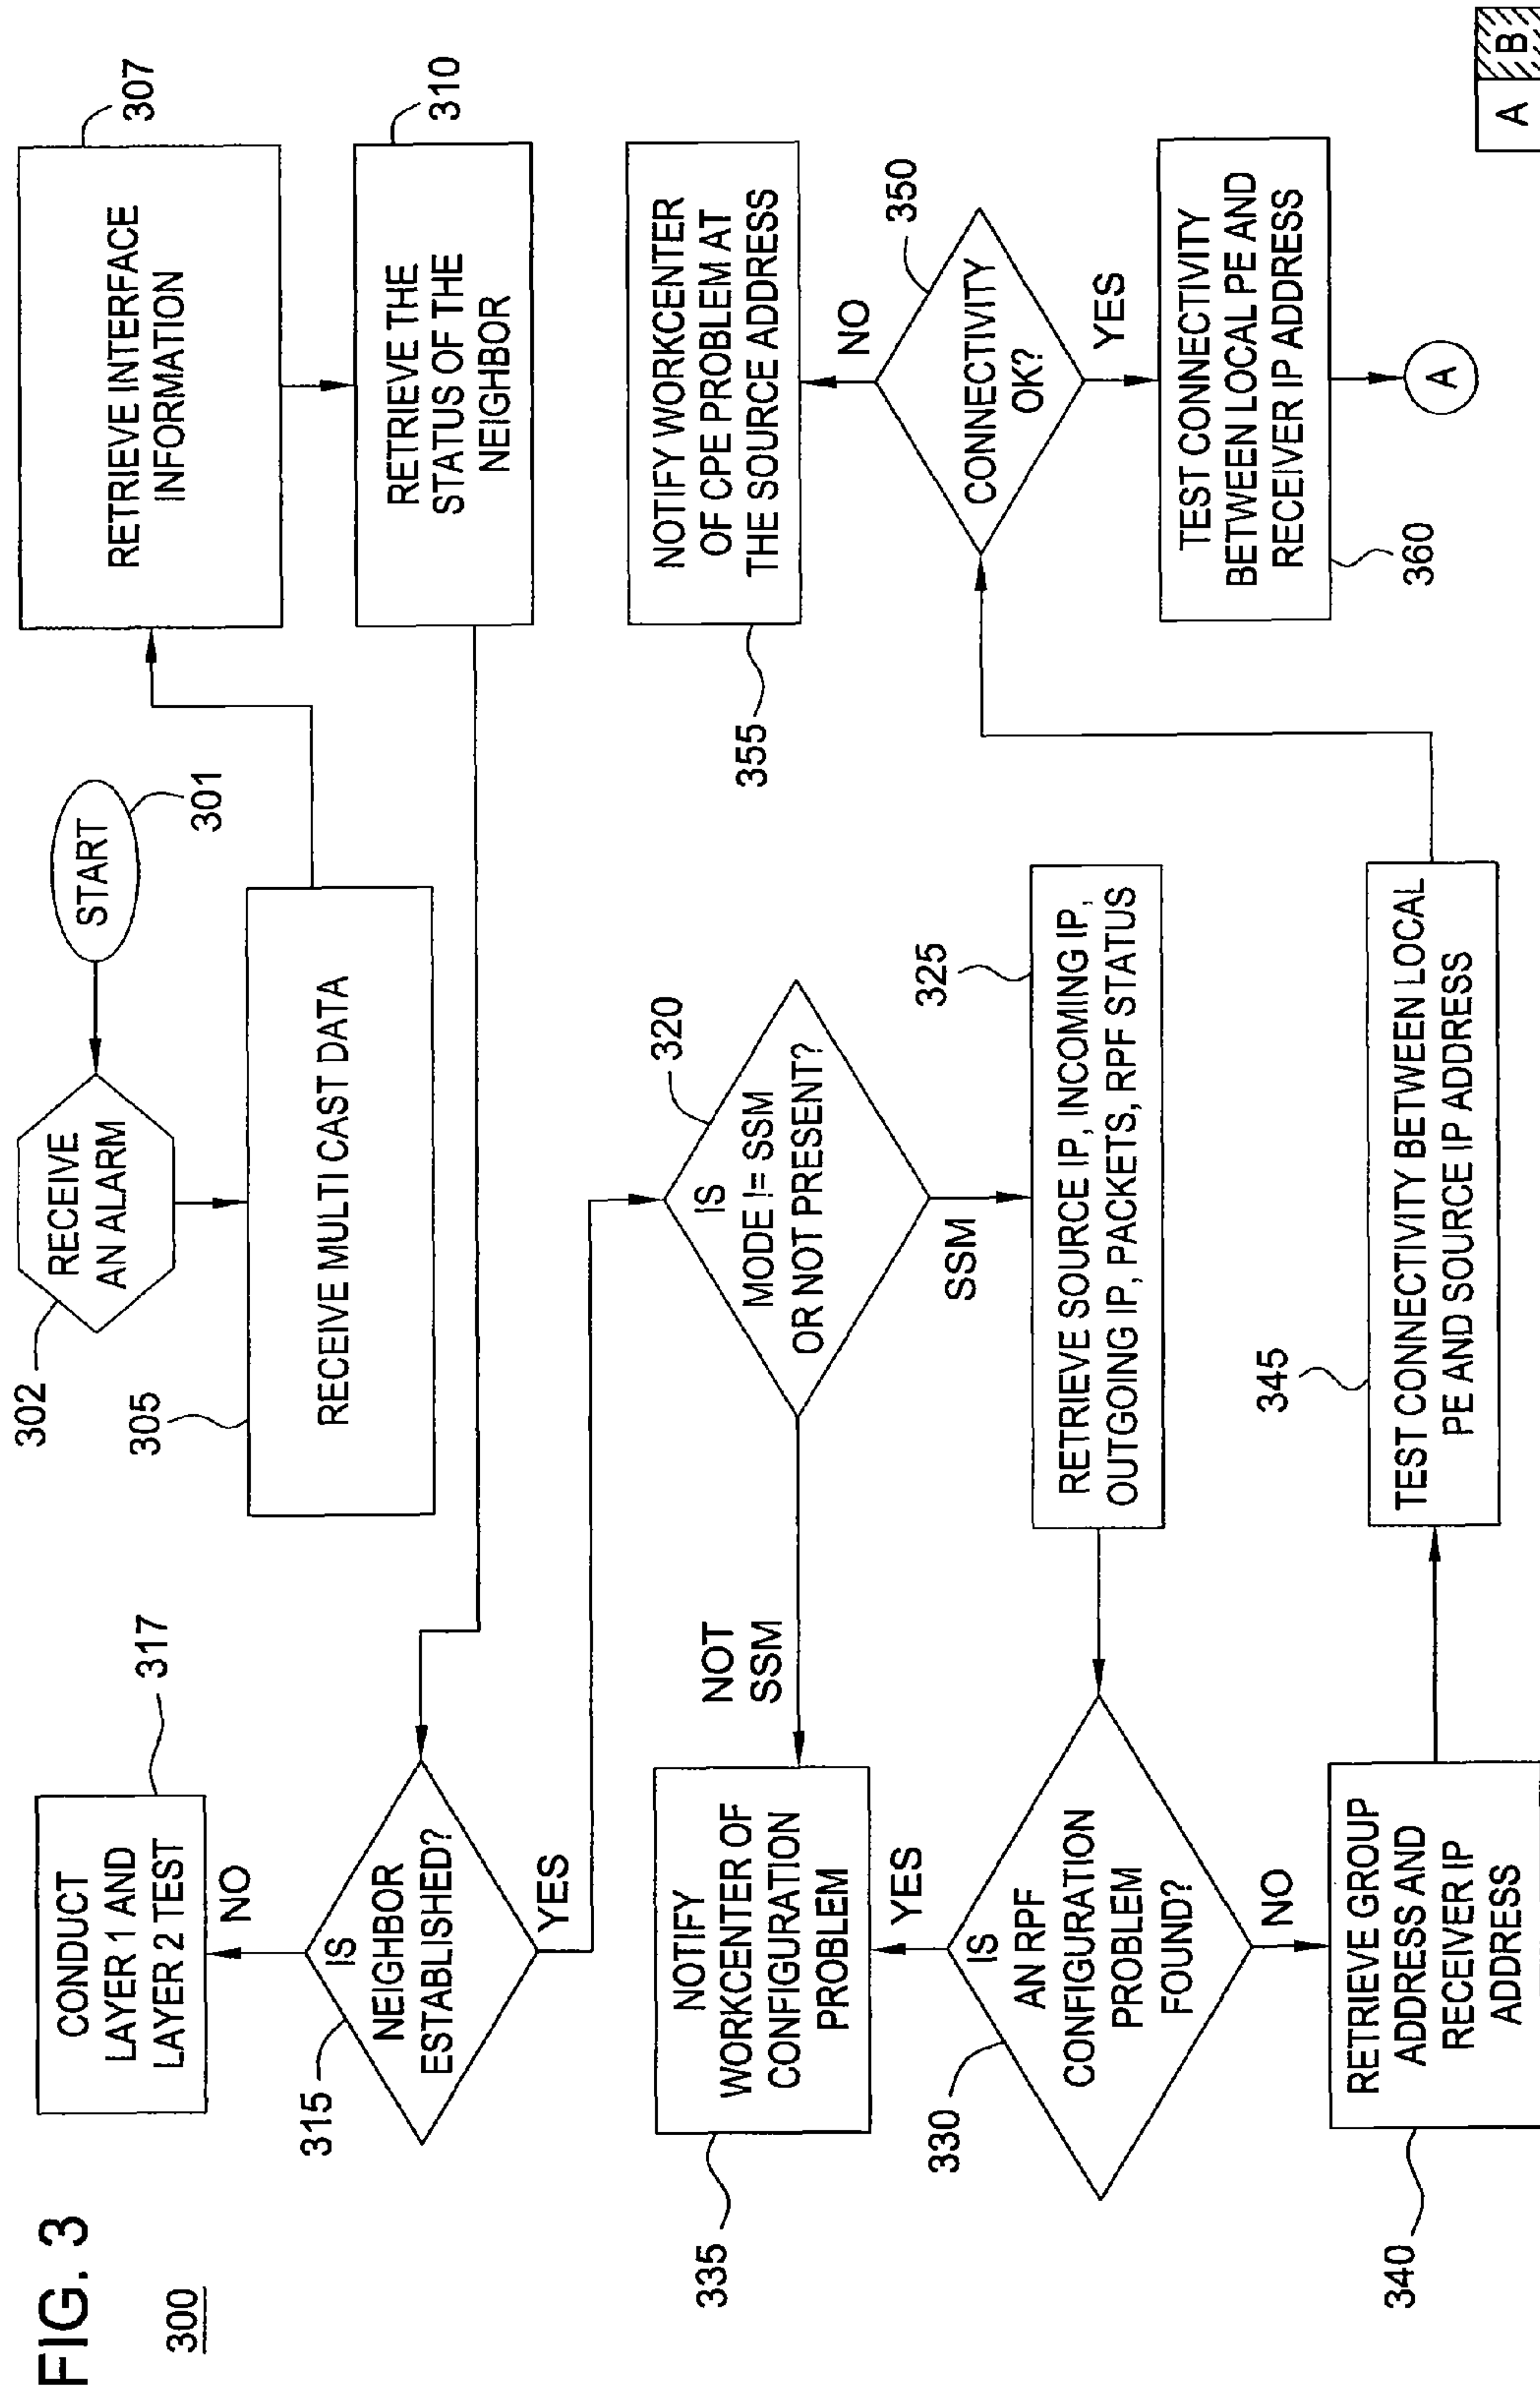 FIG. 3
300
START
301
RECEIVE
AN ALARM
302
305
RECEIVE MULTI CAST DATA
307
RETRIEVE INTERFACE
INFORMATION
310
RETRIEVE THE
STATUS OF THE
NEIGHBOR
CONDUCT
LAYER 1 AND
LAYER 2 TEST
317
NO
315
IS
NEIGHBOR
ESTABLISHED?
YES
320
IS
MODE != SSM
OR NOT PRESENT?
NOT
SSM
SSM
325
RETRIEVE SOURCE IP, INCOMING IP,
OUTGOING IP, PACKETS, RPF STATUS
335
NOTIFY
WORKCENTER OF
CONFIGURATION
PROBLEM
YES
330
IS
AN RPF
CONFIGURATION
PROBLEM
FOUND?
NO
340
RETRIEVE GROUP
ADDRESS AND
RECEIVER IP
ADDRESS
345
TEST CONNECTIVITY BETWEEN LOCAL
PE AND SOURCE IP ADDRESS
355
NOTIFY WORKCENTER
OF CPE PROBLEM AT
THE SOURCE ADDRESS
NO
350
CONNECTIVITY
OK?
YES
TEST CONNECTIVITY
BETWEEN LOCAL PE AND
RECEIVER IP ADDRESS
360
A
A B